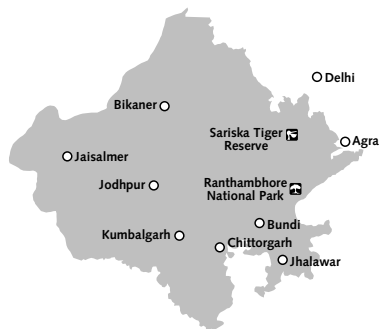 Delhi
Bikaner
Sariska Tiger
Reserve
Agra
Jaisalmer
Jodhpur
Ranthambhore
National Park
Bundi
Kumbalgarh
Chittorgarh
Jhalawar